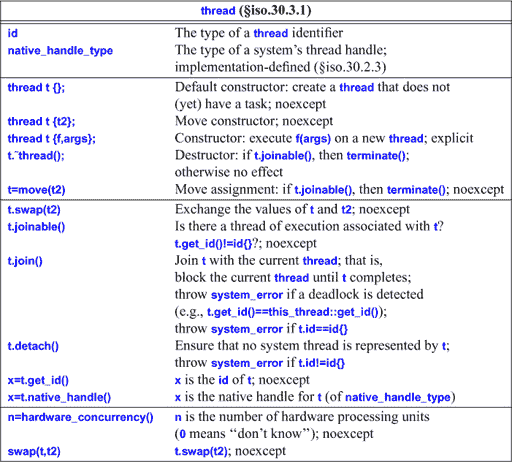 thread (§iso.30.3.1)
id The type of a thread identifier
native_handle_type The type of a system's thread handle;
implementation-defined (§iso.30.2.3)
thread t {}; Default constructor: create a thread that does not
(yet) have a task; noexcept
thread t {t2}; Move constructor; noexcept
thread t {f,args}; Constructor: execute f(args) on a new thread; explicit
t.~thread(); Destructor: if t.joinable(), then terminate();
otherwise no effect
t=move(t2) Move assignment: if t.joinable(), then terminate(); noexcept
t.swap(t2) Exchange the values of t and t2; noexcept
t.joinable() Is there a thread of execution associated with t?
t.get_id()!=id{}?; noexcept
t.join() Join t with the current thread; that is,
block the current thread until t completes;
throw system_error if a deadlock is detected
(e.g., t.get_id()==this_thread::get_id());
throw system_error if t.id==id{}
t.detach() Ensure that no system thread is represented by t;
throw system_error if t.id!=id{}
x=t.get_id() x is the id of t; noexcept
x=t.native_handle() x is the native handle for t (of native_handle_type)
n=hardware_concurrency() n is the number of hardware processing units
(0 means ‘‘don't know’’); noexcept
swap(t,t2) t.swap(t2); noexcept